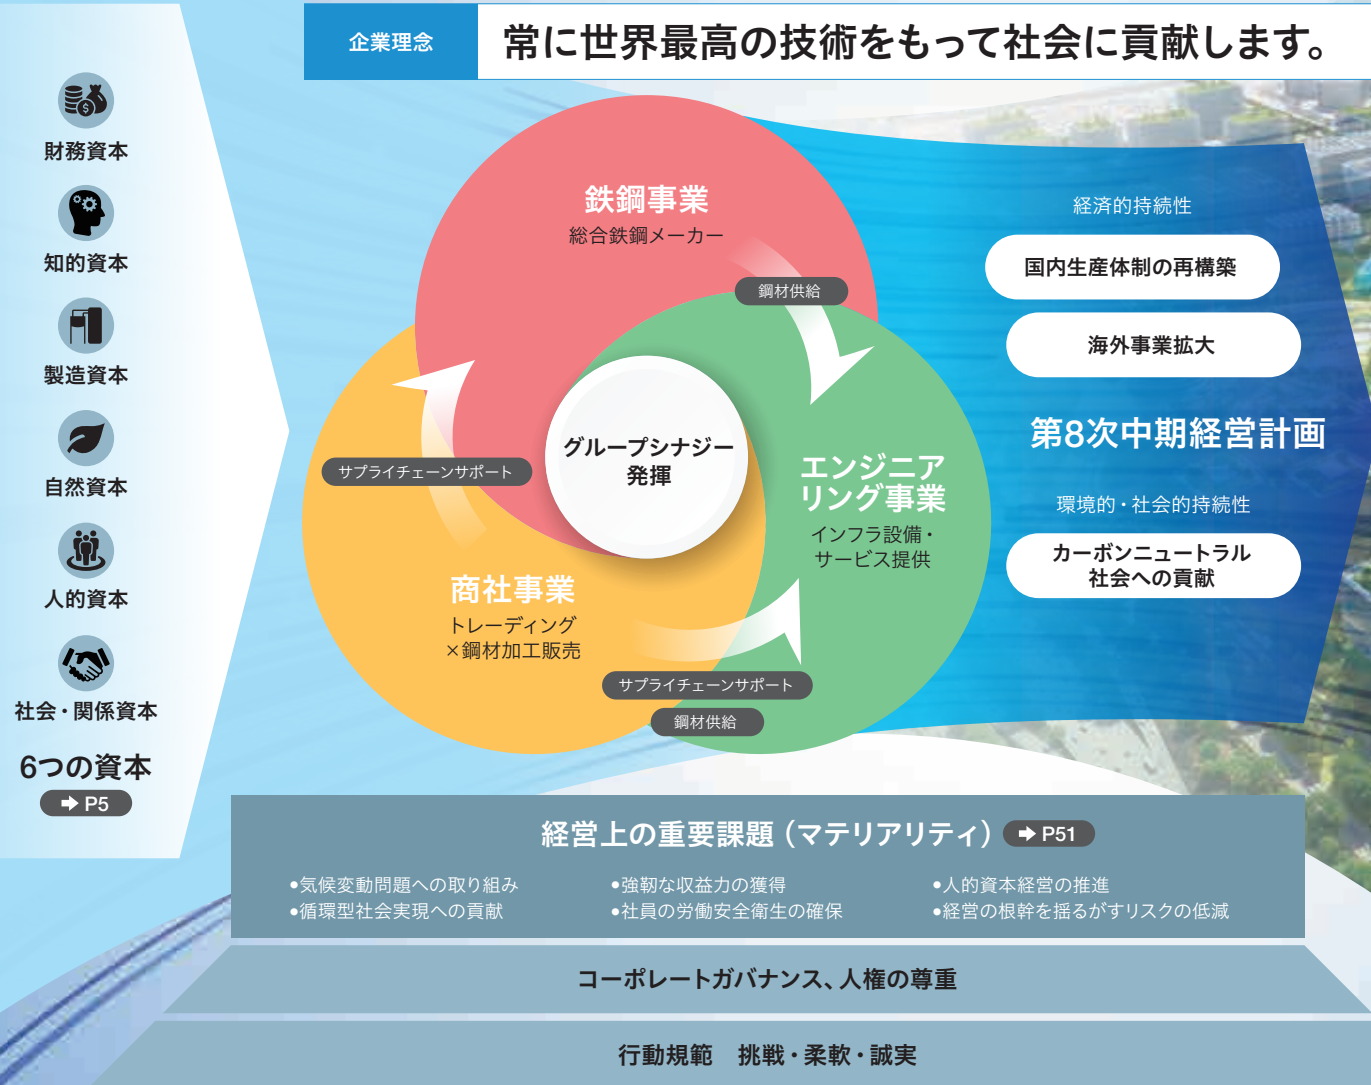 企業理念
常に世界最高の技術をもって社会に貢献します。
財務資本
知的資本
製造資本
自然資本
人的資本
社会・関係資本
6つの資本
➡ P5
鉄鋼事業
総合鉄鋼メーカー
鋼材供給
サプライチェーンサポート
グループシナジー
発揮
エンジニア
リング事業
インフラ設備・
サービス提供
商社事業
トレーディング
×鋼材加工販売
サプライチェーンサポート
鋼材供給
経済的持続性
国内生産体制の再構築
海外事業拡大
第8次中期経営計画
環境的・社会的持続性
カーボンニュートラル
社会への貢献
経営上の重要課題（マテリアリティ） ➡ P51
●気候変動問題への取り組み
●循環型社会実現への貢献
●強靭な収益力の獲得
●社員の労働安全衛生の確保
●人的資本経営の推進
●経営の根幹を揺るがすリスクの低減
コーポレートガバナンス、人権の尊重
行動規範　挑戦・柔軟・誠実